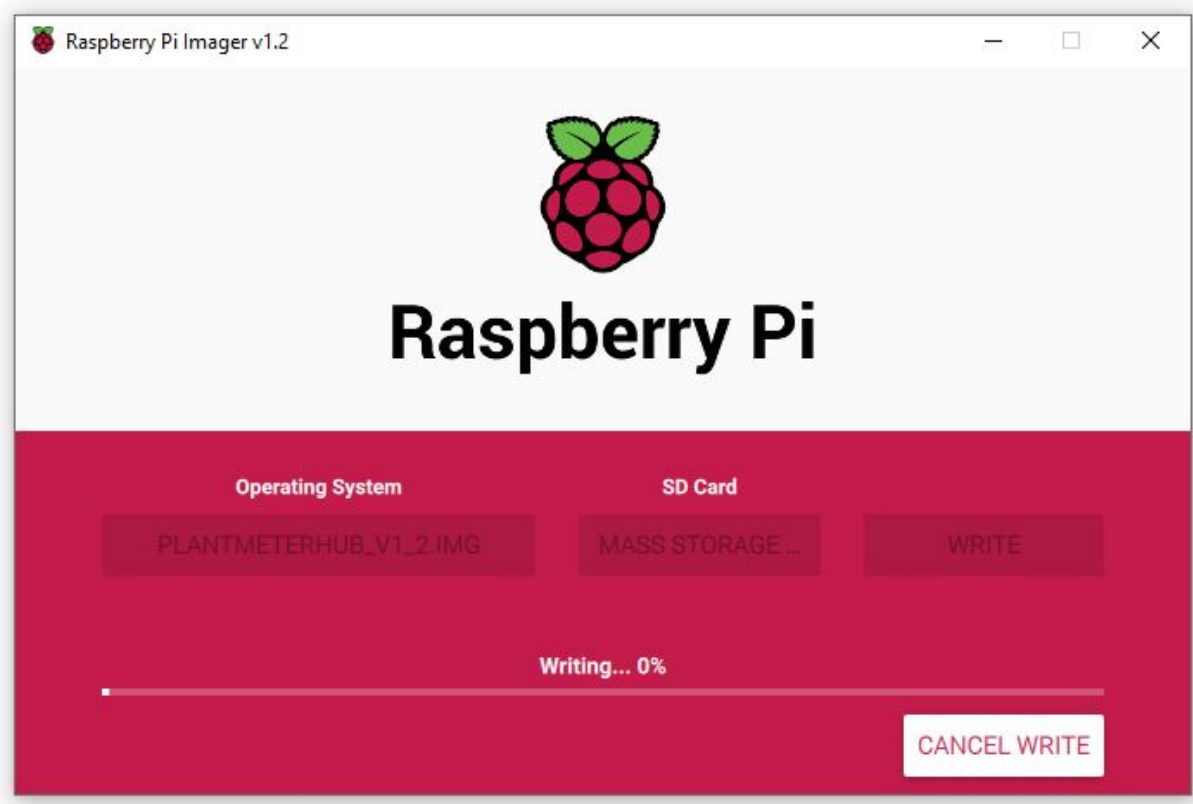 Raspberry Pi Imager v1.2
Raspberry Pi
Operating System SD Card
PLANTMETERHUB_V1_2.IMG MASS STORAGE ... WRITE
Writing... 0%
CANCEL WRITE